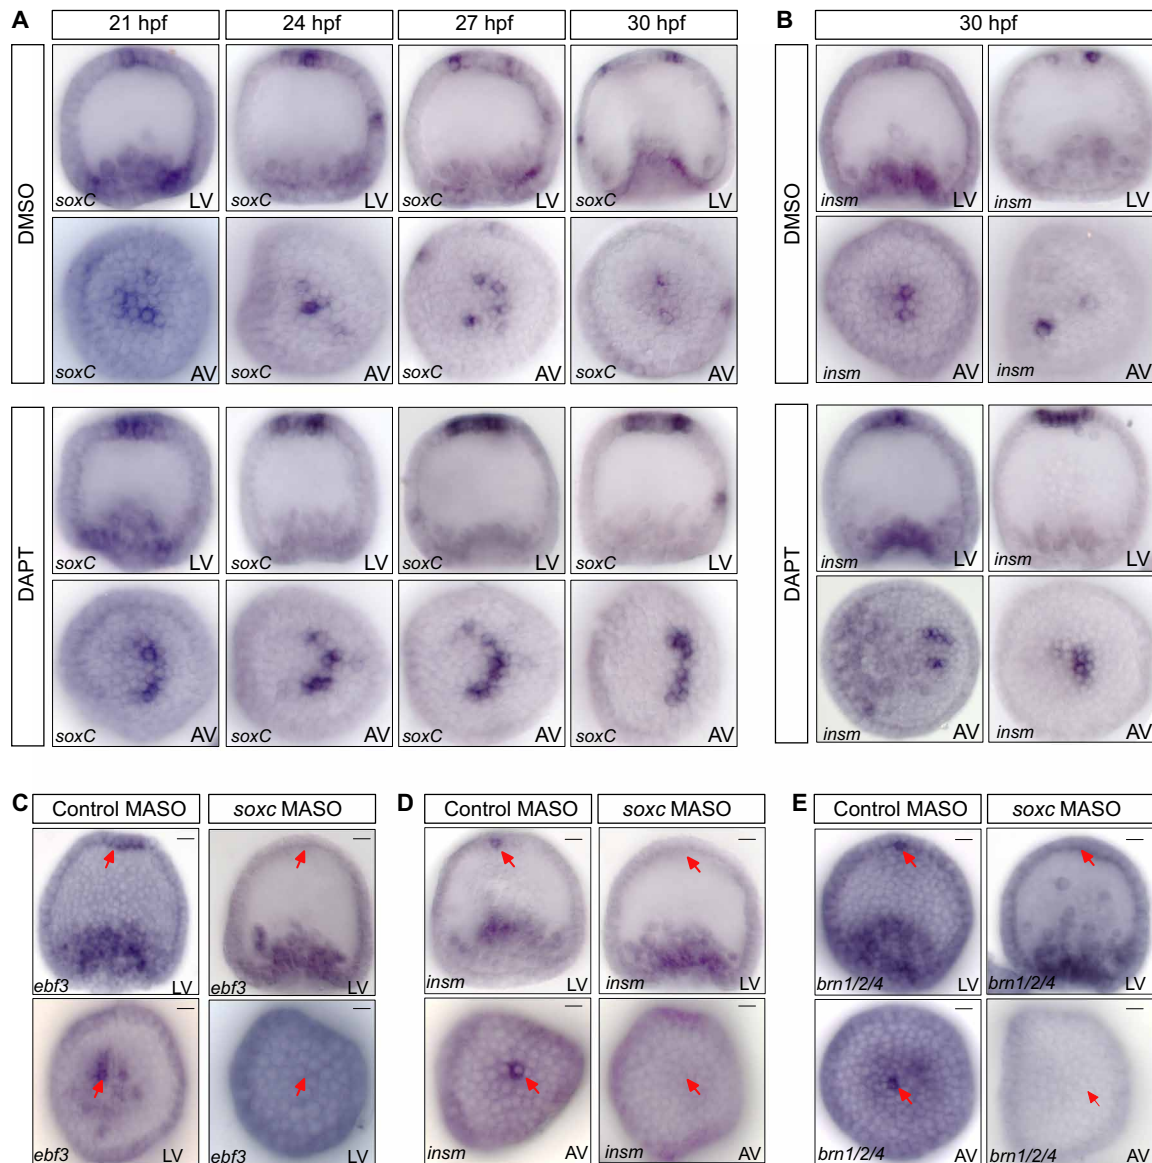 A 21 hpf 24 hpf 27 hpf 30 hpf B 30 hpf
DMSO DMSO
soxC LV soxC LV soxC LV soxC LV insm LV insm LV
soxC AV soxC AV soxC AV soxC AV insm AV insm AV
DAPT DAPT
soxC LV soxC LV soxC LV soxC LV insm LV insm LV
soxC AV soxC AV soxC AV soxC AV insm AV insm AV
C Control MASO soxc MASO D Control MASO soxc MASO E Control MASO soxc MASO
ebf3 LV ebf3 LV insm LV insm LV brn1/2/4 LV brn1/2/4 LV
ebf3 LV ebf3 LV insm AV insm AV brn1/2/4 AV brn1/2/4 AV